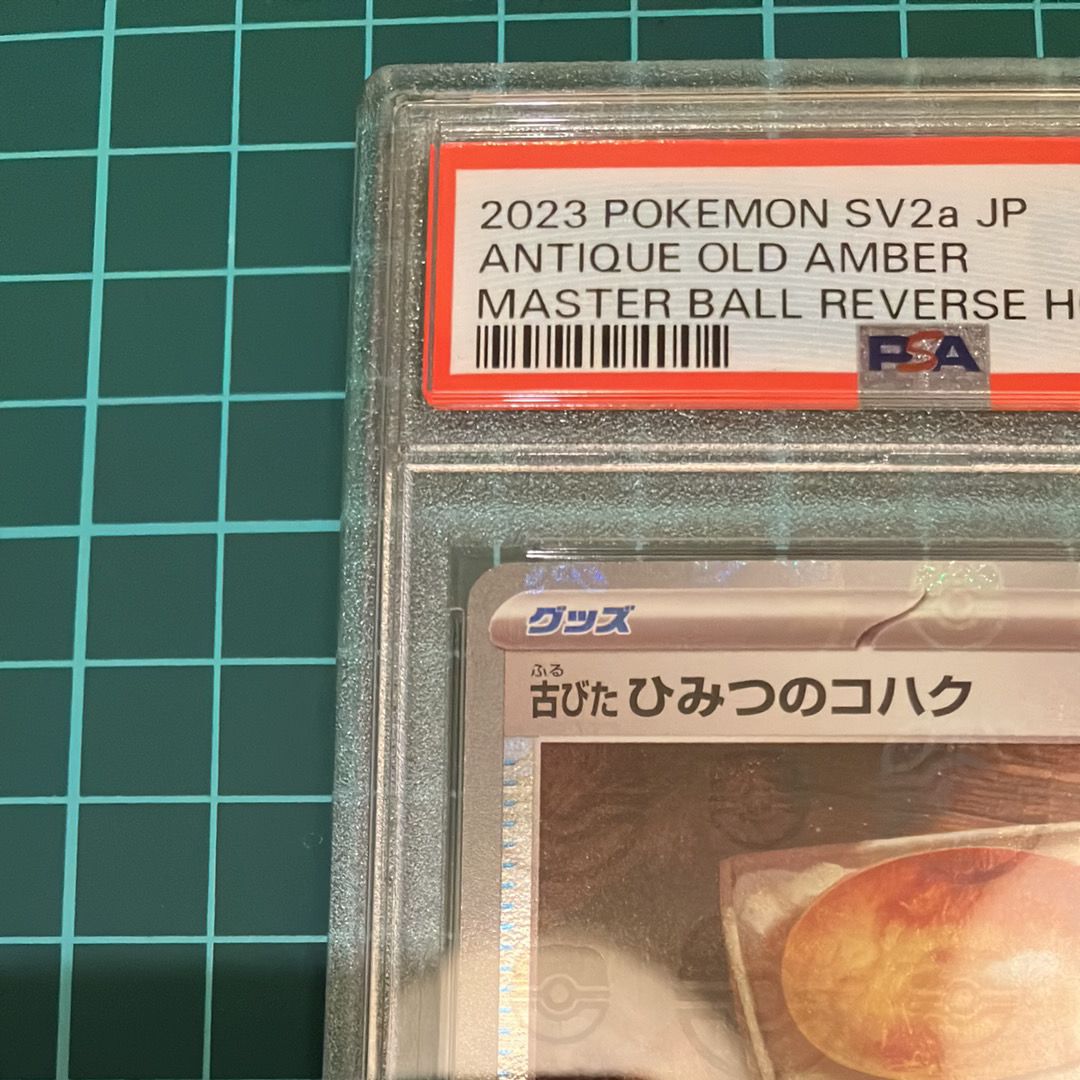 2023 POKEMON SV2a JP
ANTIQUE OLD AMBER
MASTER BALL REVERSE H
PSA
グッズ
ふる
古びた ひみつのコハク